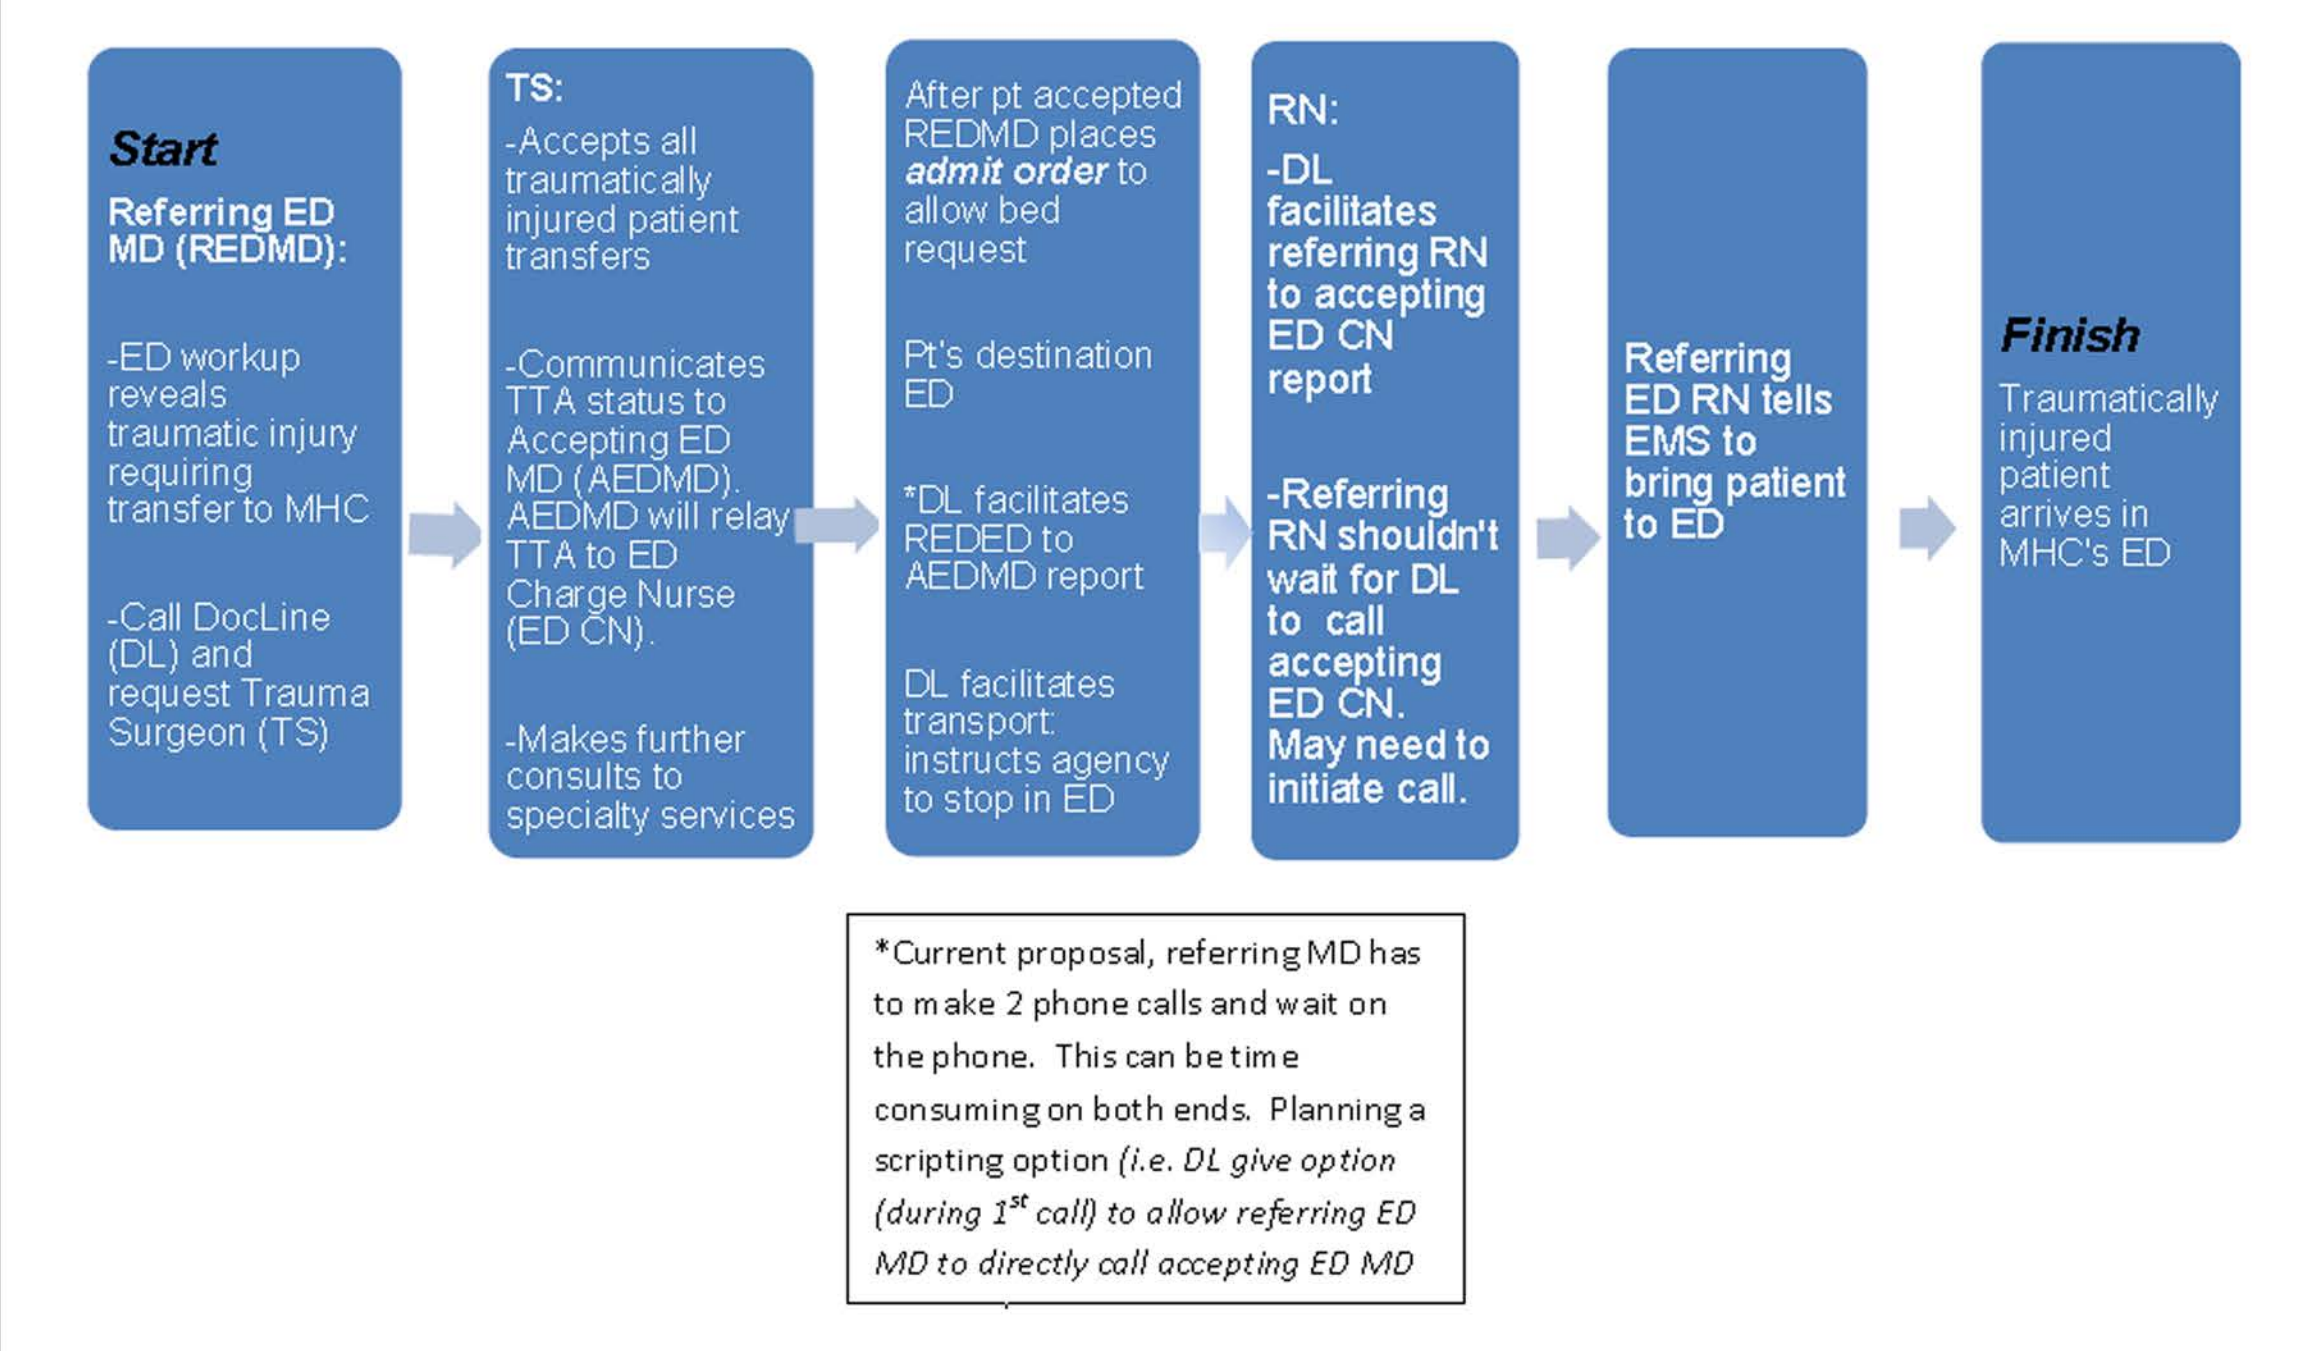 Start
Referring ED
MD (REDMD):
-ED workup
reveals
traumatic injury
requiring
transfer to MHC
-Call DocLine
(DL) and
request Trauma
Surgeon (TS)
TS:
-Accepts all
traumatically
injured patient
transfers
-Communicates
TTA status to
Accepting ED
MD (AEDMD).
AEDMD will relay
TTA to ED
Charge Nurse
(ED CN).
-Makes further
consults to
specialty services
After pt accepted
REDMD places
admit order to
allow bed
request
Pt's destination
ED
*DL facilitates
REDED to
AEDMD report
DL facilitates
transport:
instructs agency
to stop in ED
RN:
-DL
facilitates
referring RN
to accepting
ED CN
report
-Referring
RN shouldn't
wait for DL
to call
accepting
ED CN.
May need to
initiate call.
Referring
ED RN tells
EMS to
bring patient
to ED
Finish
Traumatically
injured
patient
arrives in
MHC's ED
*Current proposal, referring MD has
to make 2 phone calls and wait on
the phone. This can be time
consuming on both ends. Planning a
scripting option (i.e. DL give option
(during 1st call) to allow referring ED
MD to directly call accepting ED MD